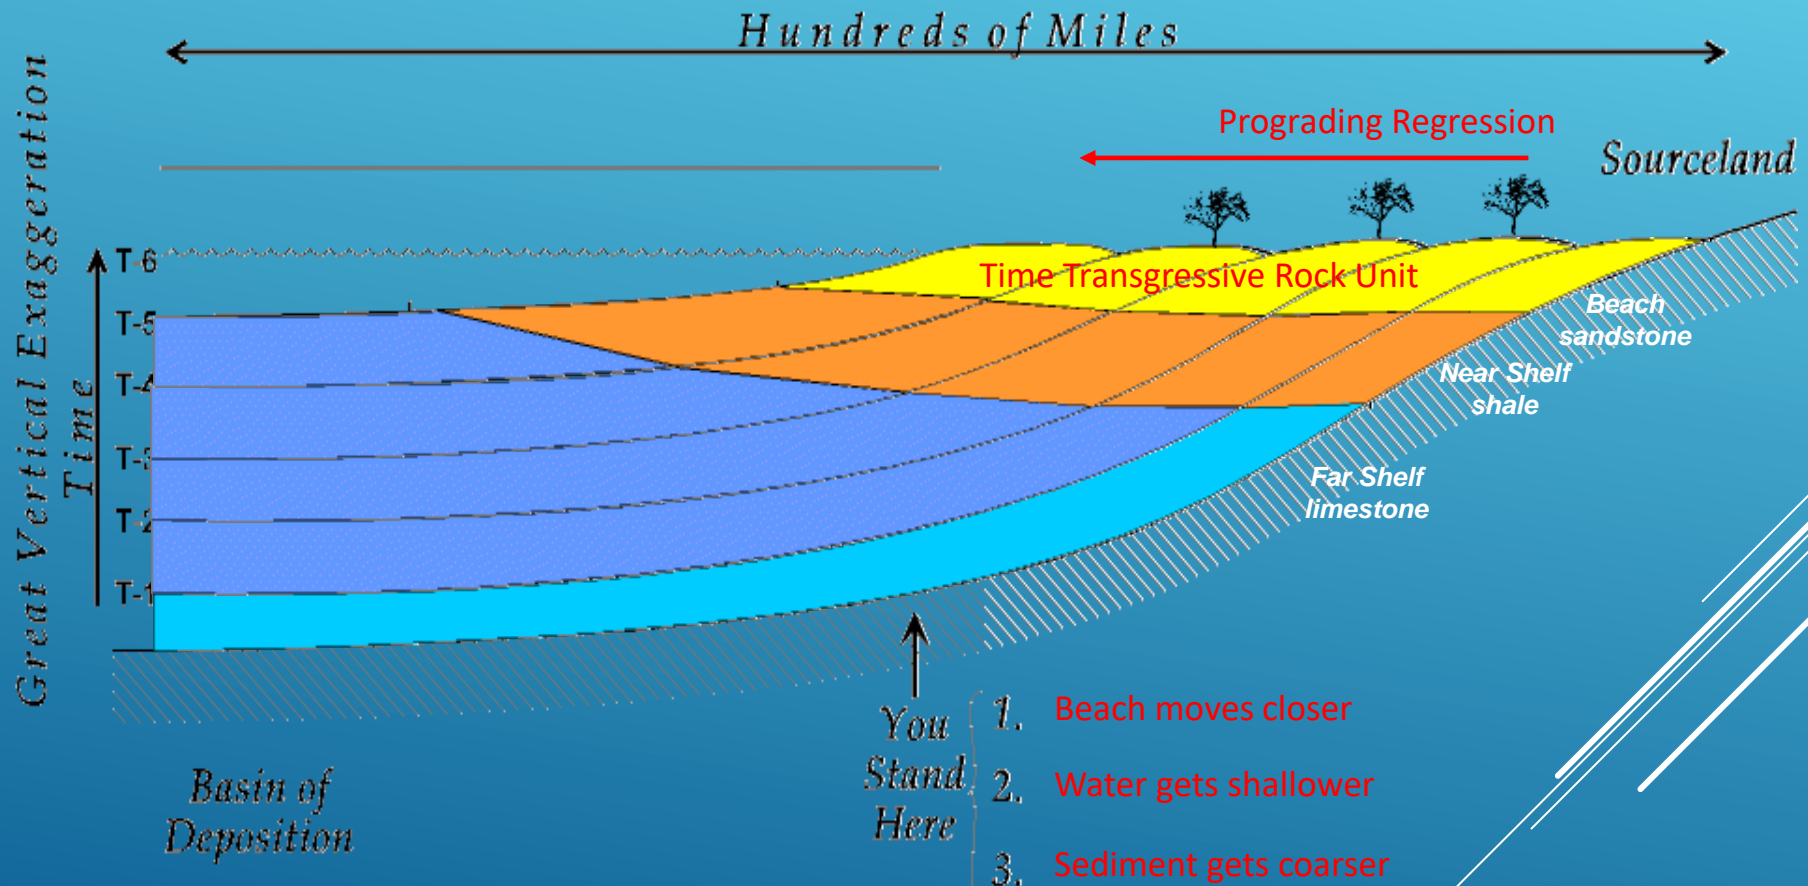 Hundreds of Miles
Great Vertical Exaggeration
Time
Prograding Regression
Sourceland
T-6
T-5
T-4
T-3
T-2
T-1
Time Transgressive Rock Unit
Beach
sandstone
Near Shelf
shale
Far Shelf
limestone
You
Stand
Here
1. Beach moves closer
2. Water gets shallower
3. Sediment gets coarser
Basin of
Deposition